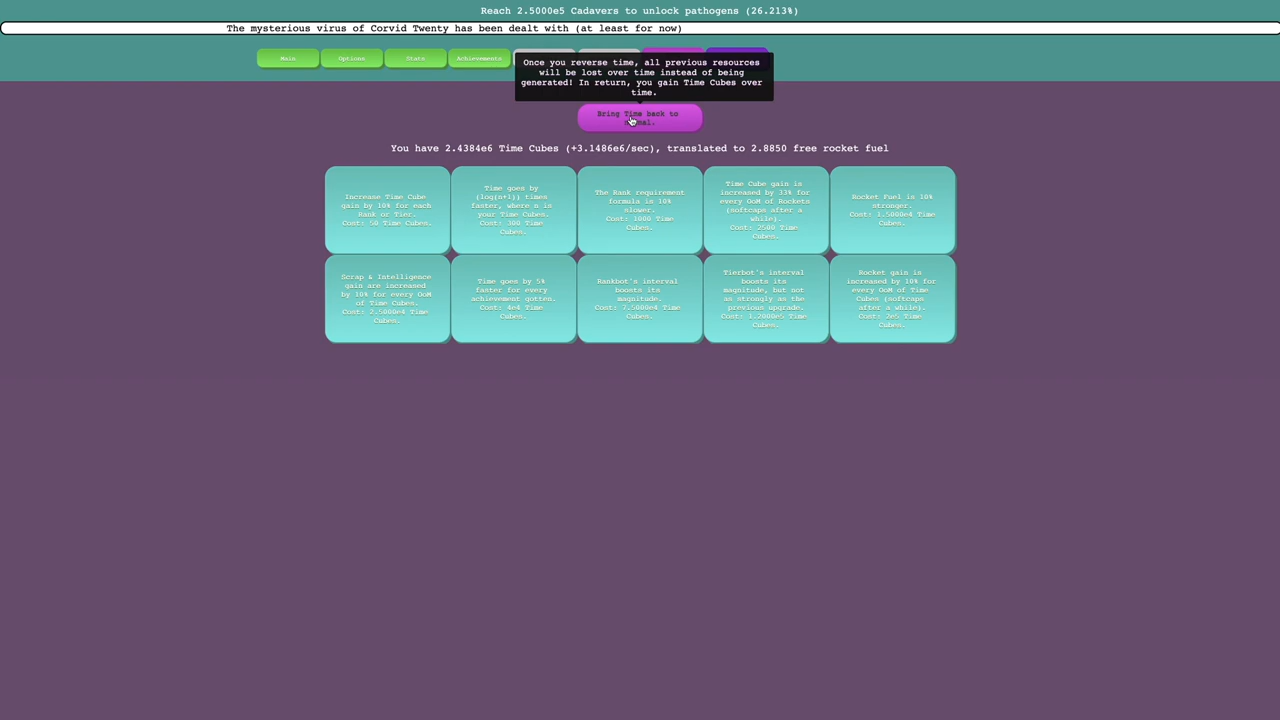 Reach 2.5000e5 Cadavers to unlock pathogens (26.213%)
The mysterious virus of Corvid Twenty has been dealt with (at least for now)
Main
Options
Stats
Achievements
Once you reverse time, all previous resources
will be lost over time instead of being
generated! In return, you gain Time Cubes over
time.
Bring Time back to
You have 2.4384e6 Time Cubes (+3.1486e6/sec), translated to 2.8850 free rocket fuel
Increase Time Cube
gain by 10% for each
Rank or Tier.
Cost: 50 Time Cubes.
Time goes by
(log(n+1)) times
faster, where n is
your Time Cubes.
Cost: 300 Time
Cubes.
The Rank requirement
formula is 10%
slower.
Cost: 1000 Time
Cubes.
Time Cube gain is
increased by 33% for
every OoM of Rockets
(softcaps after a
while).
Cost: 2500 Time
Cubes.
Rocket Fuel is 10%
stronger.
Cost: 1.5000e4 Time
Cubes.
Scrap & Intelligence
gain are increased
by 10% for every OoM
of Time Cubes.
Cost: 2.5000e4 Time
Cubes.
Time goes by 5%
faster for every
achievement gotten.
Cost: 4e4 Time
Cubes.
Rankbot's interval
boosts its
magnitude.
Cost: 7.5000e4 Time
Cubes.
Tierbot's interval
boosts its
magnitude, but not
as strongly as the
previous upgrade.
Cost: 1.2000e5 Time
Cubes.
Rocket gain is
increased by 10% for
every OoM of Time
Cubes (softcaps
after a while).
Cost: 2e5 Time
Cubes.